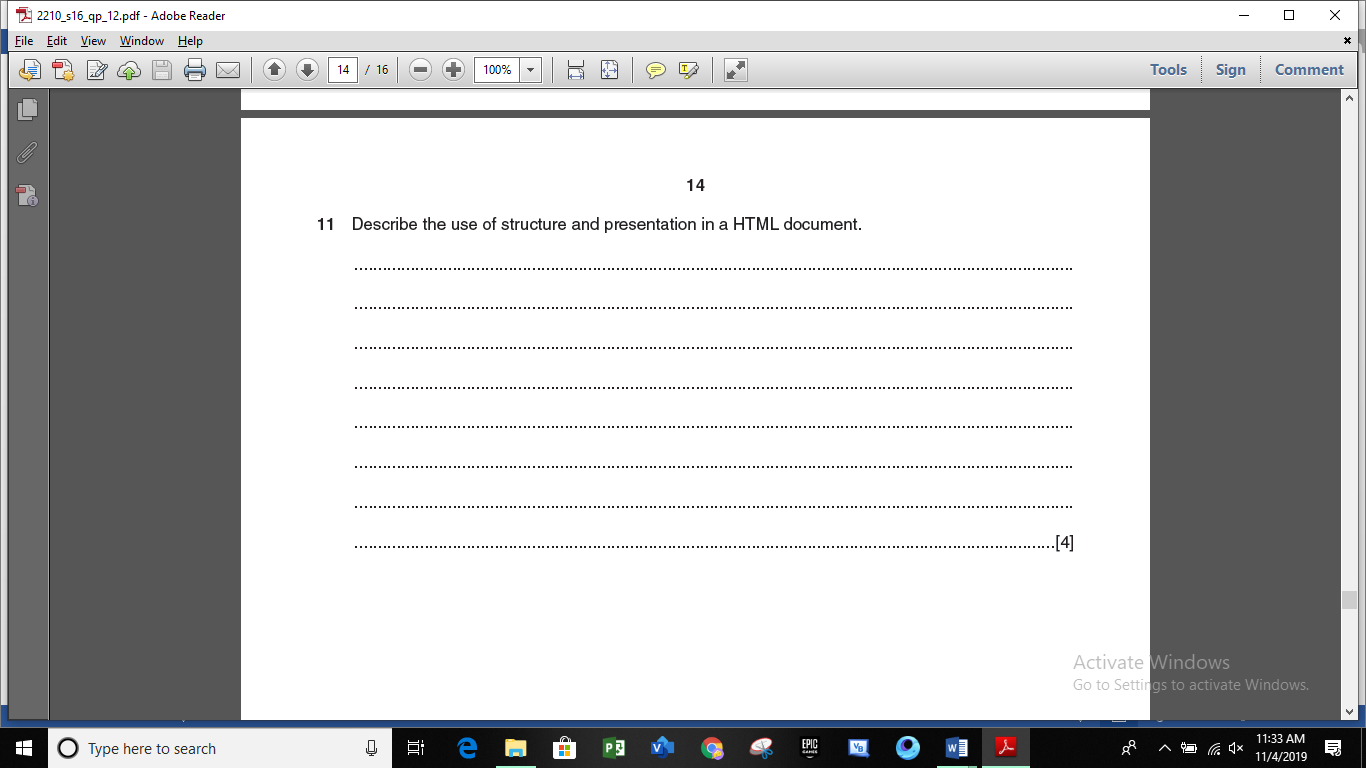 2210_s16_qp_12.pdf - Adobe Reader
File Edit View Window Help
14 / 16 100% Tools Sign Comment
14
11 Describe the use of structure and presentation in a HTML document.
..........................................................................................
..........................................................................................
..........................................................................................
..........................................................................................
..........................................................................................
..........................................................................................
..........................................................................................
..........................................................................................[4]
Activate Windows
Go to Settings to activate Windows.
Type here to search
11:33 AM
11/4/2019